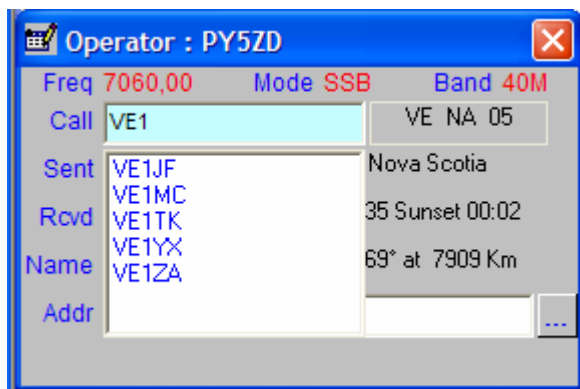 Operator : PY5ZD
Freq 7060,00 Mode SSB Band 40M
Call VE1 VE NA 05
Sent VE1JF Nova Scotia
VE1MC
Rcvd VE1TK 35 Sunset 00:02
VE1YX
Name VE1ZA 69° at 7909 Km
Addr ...